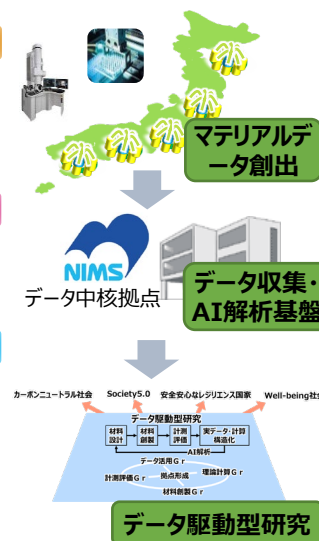 マテリアルデ
ータ創出
NIMS
データ中核拠点
データ収集・
AI解析基盤
カーボンニュートラル社会 Society5.0 安全安心なレジリエンス国家 Well-being社会
データ駆動型研究
材料
設計
材料
創製
計測
評価
実データ・計算
構造化
AI解析
データ活用Ｇｒ
計測評価Ｇｒ 拠点形成 理論計算Ｇｒ
材料創製Ｇｒ
データ駆動型研究